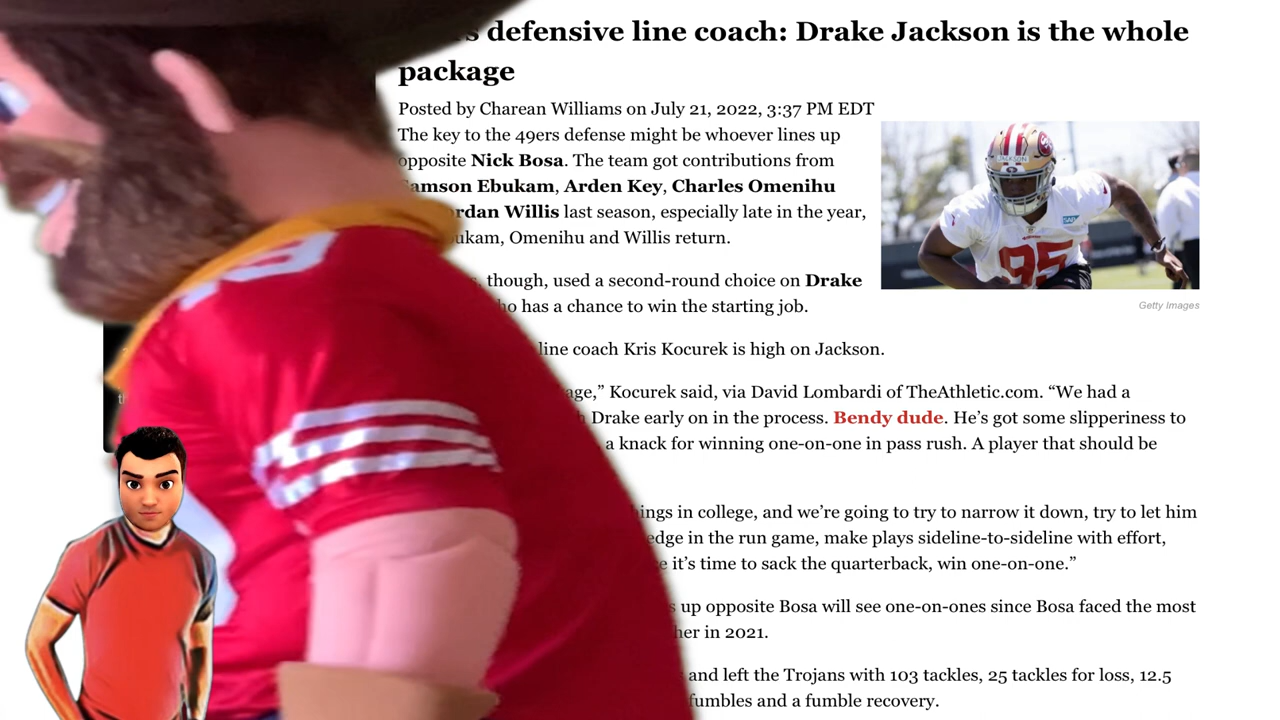 defensive line coach: Drake Jackson is the whole
package
Posted by Charean Williams on July 21, 2022, 3:37 PM EDT
The key to the 49ers defense might be whoever lines up
opposite Nick Bosa. The team got contributions from
Ebukam, Arden Key, Charles Omenihu
Willis last season, especially late in the year,
Omenihu and Willis return.
though, used a second-round choice on Drake
has a chance to win the starting job.
line coach Kris Kocurek is high on Jackson.
Kocurek said, via David Lombardi of TheAthletic.com. “We had a
Drake early on in the process. Bendy dude. He’s got some slipperiness to
a knack for winning one-on-one in pass rush. A player that should be
in college, and we’re going to try to narrow it down, try to let him
in the run game, make plays sideline-to-sideline with effort,
it’s time to sack the quarterback, win one-on-one.”
up opposite Bosa will see one-on-ones since Bosa faced the most
in 2021.
and left the Trojans with 103 tackles, 25 tackles for loss, 12.5
fumbles and a fumble recovery.
JACKSON
95
SAP
Getty Images